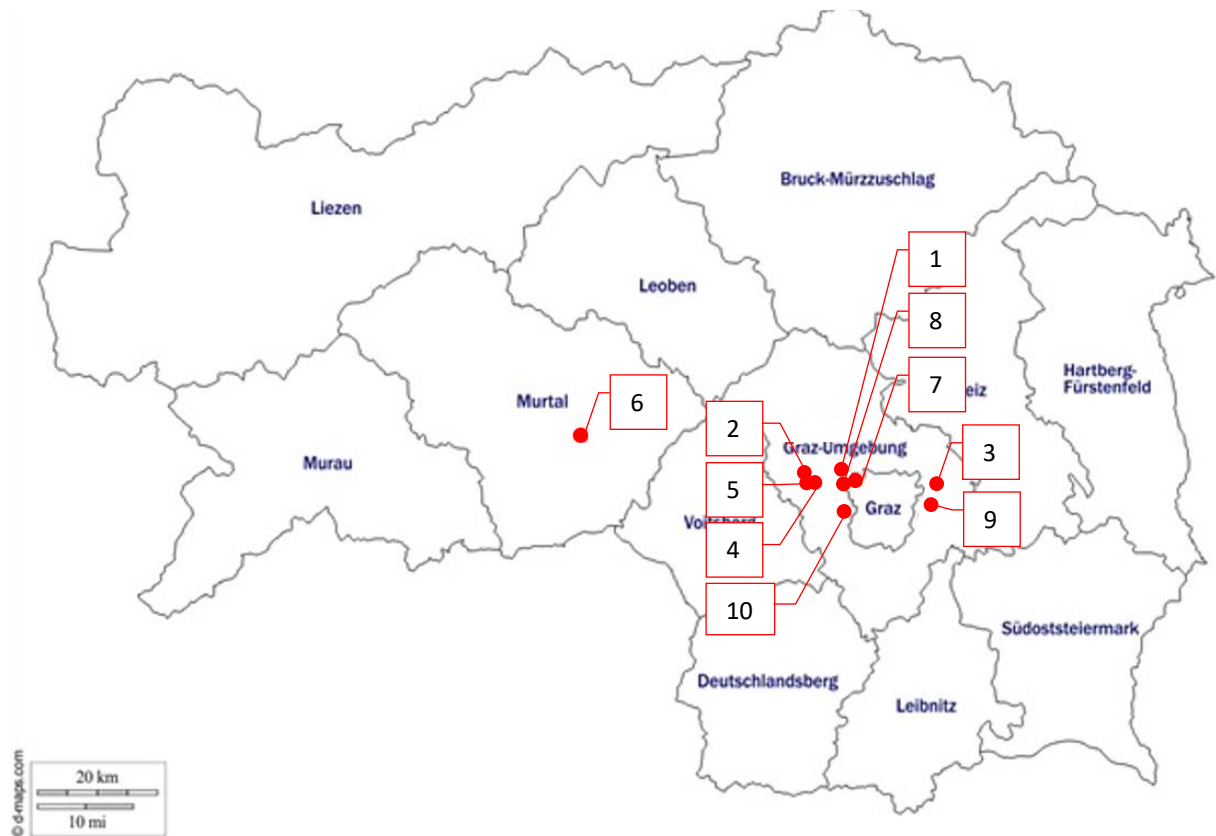 Bruck-Mürzzuschlag
Liezen
1
Leoben
8
Hartberg-
Fürstenfeld
7
eiz
Murtal
6
2
Graz-Umgebung
3
Murau
5
Graz
9
4
10
Südoststeiermark
Deutschlandsberg
Leibnitz
20 km
10 mi
© d-maps.com